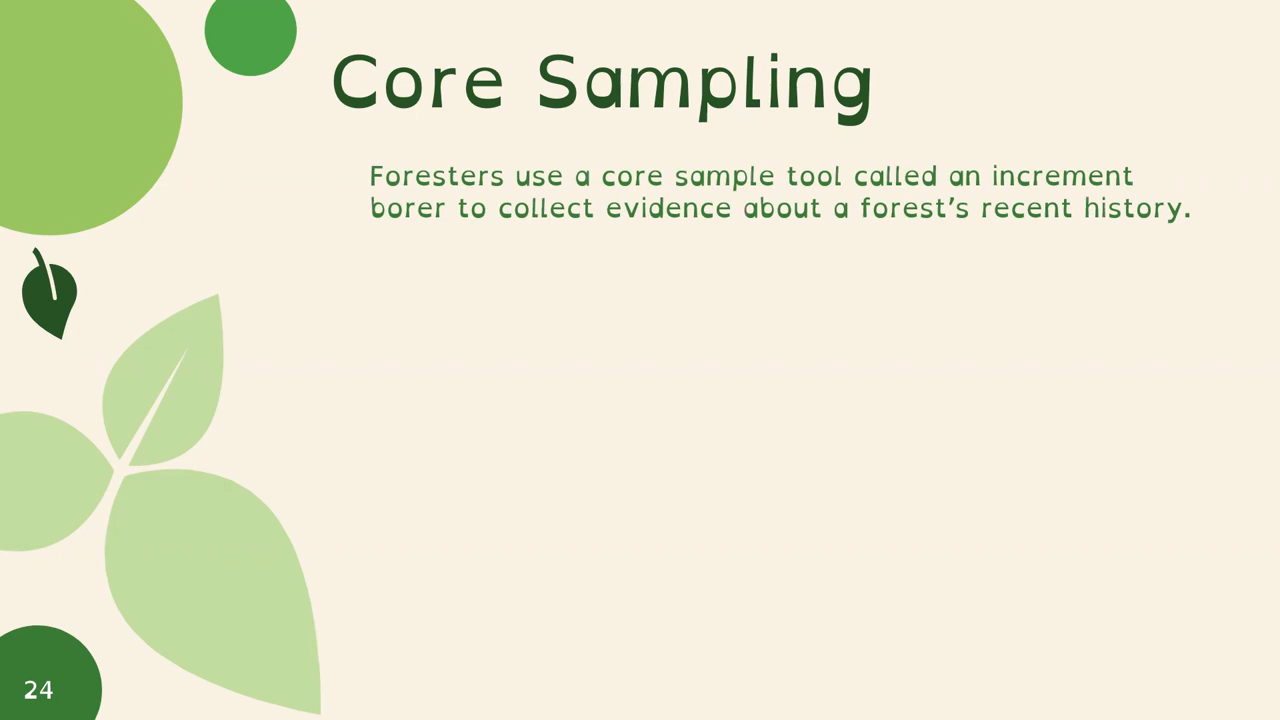 Core Sampling
Foresters use a core sample tool called an increment
borer to collect evidence about a forest’s recent history.
24